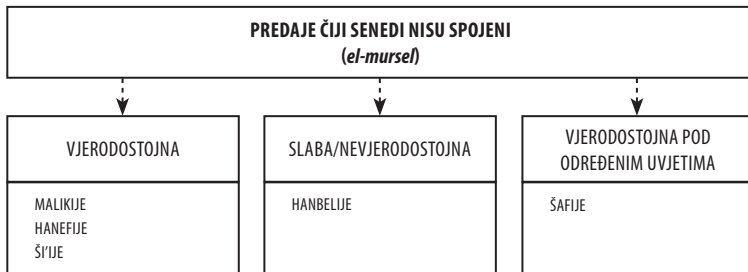 PREDAJE ČIJI SENEDI NISU SPOJENI
(el-mursel)
VJERODOSTOJNA
MALIKIJE
HANEFIJE
ŠI'IJE
SLABA/NEVJERODOSTOJNA
HANBELIJE
VJERODOSTOJNA POD
ODREĐENIM UVJETIMA
ŠAFIJE